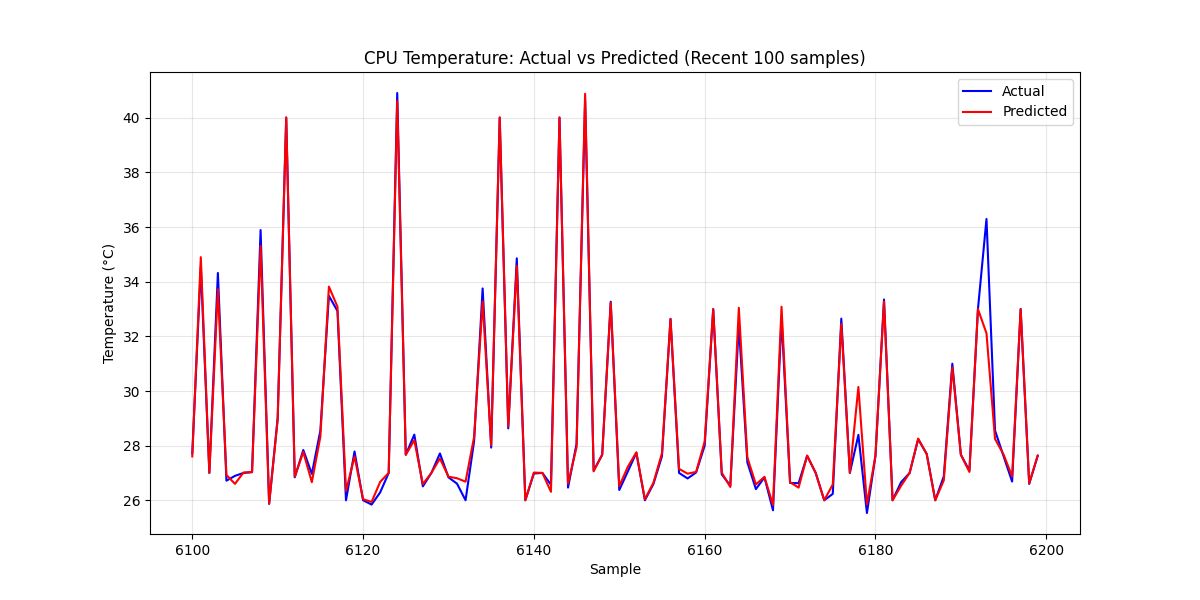 CPU Temperature: Actual vs Predicted (Recent 100 samples)
Actual
Predicted
Temperature (°C)
40
38
36
34
32
30
28
26
6100
6120
6140
6160
6180
6200
Sample